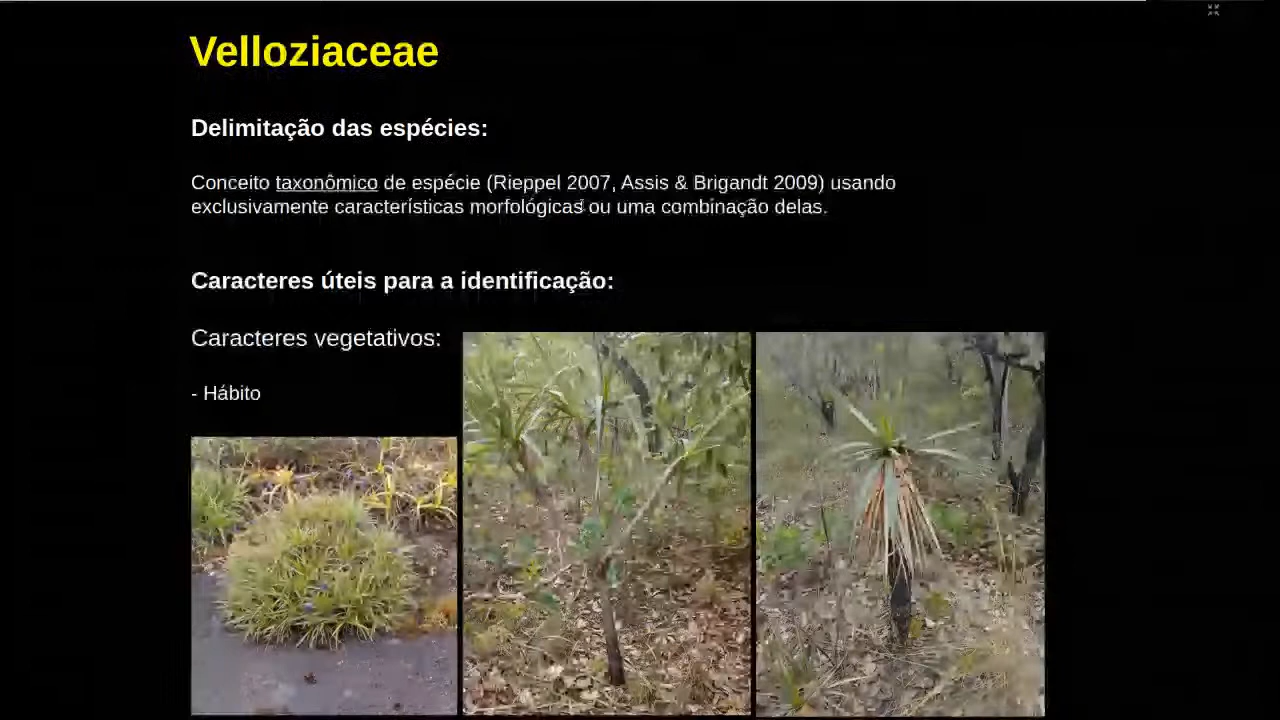 Velloziaceae
Delimitação das espécies:
Conceito taxonômico de espécie (Rieppel 2007, Assis & Brigandt 2009) usando
exclusivamente características morfológicas ou uma combinação delas.
Caracteres úteis para a identificação:
Caracteres vegetativos:
- Hábito